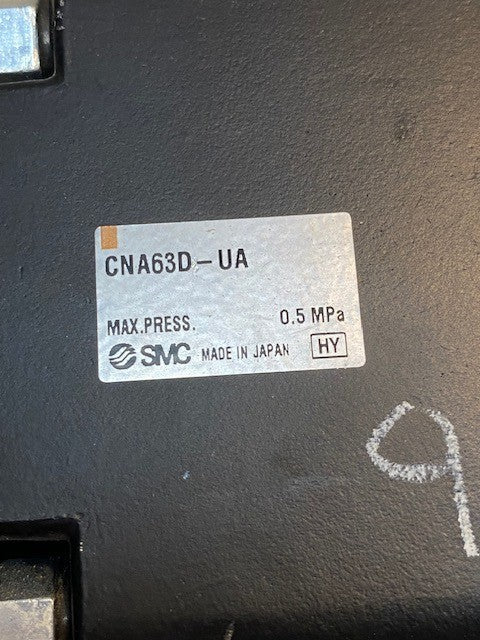 CNA63D-UA
MAX.PRESS. 0.5 MPa
SMC MADE IN JAPAN HY
9